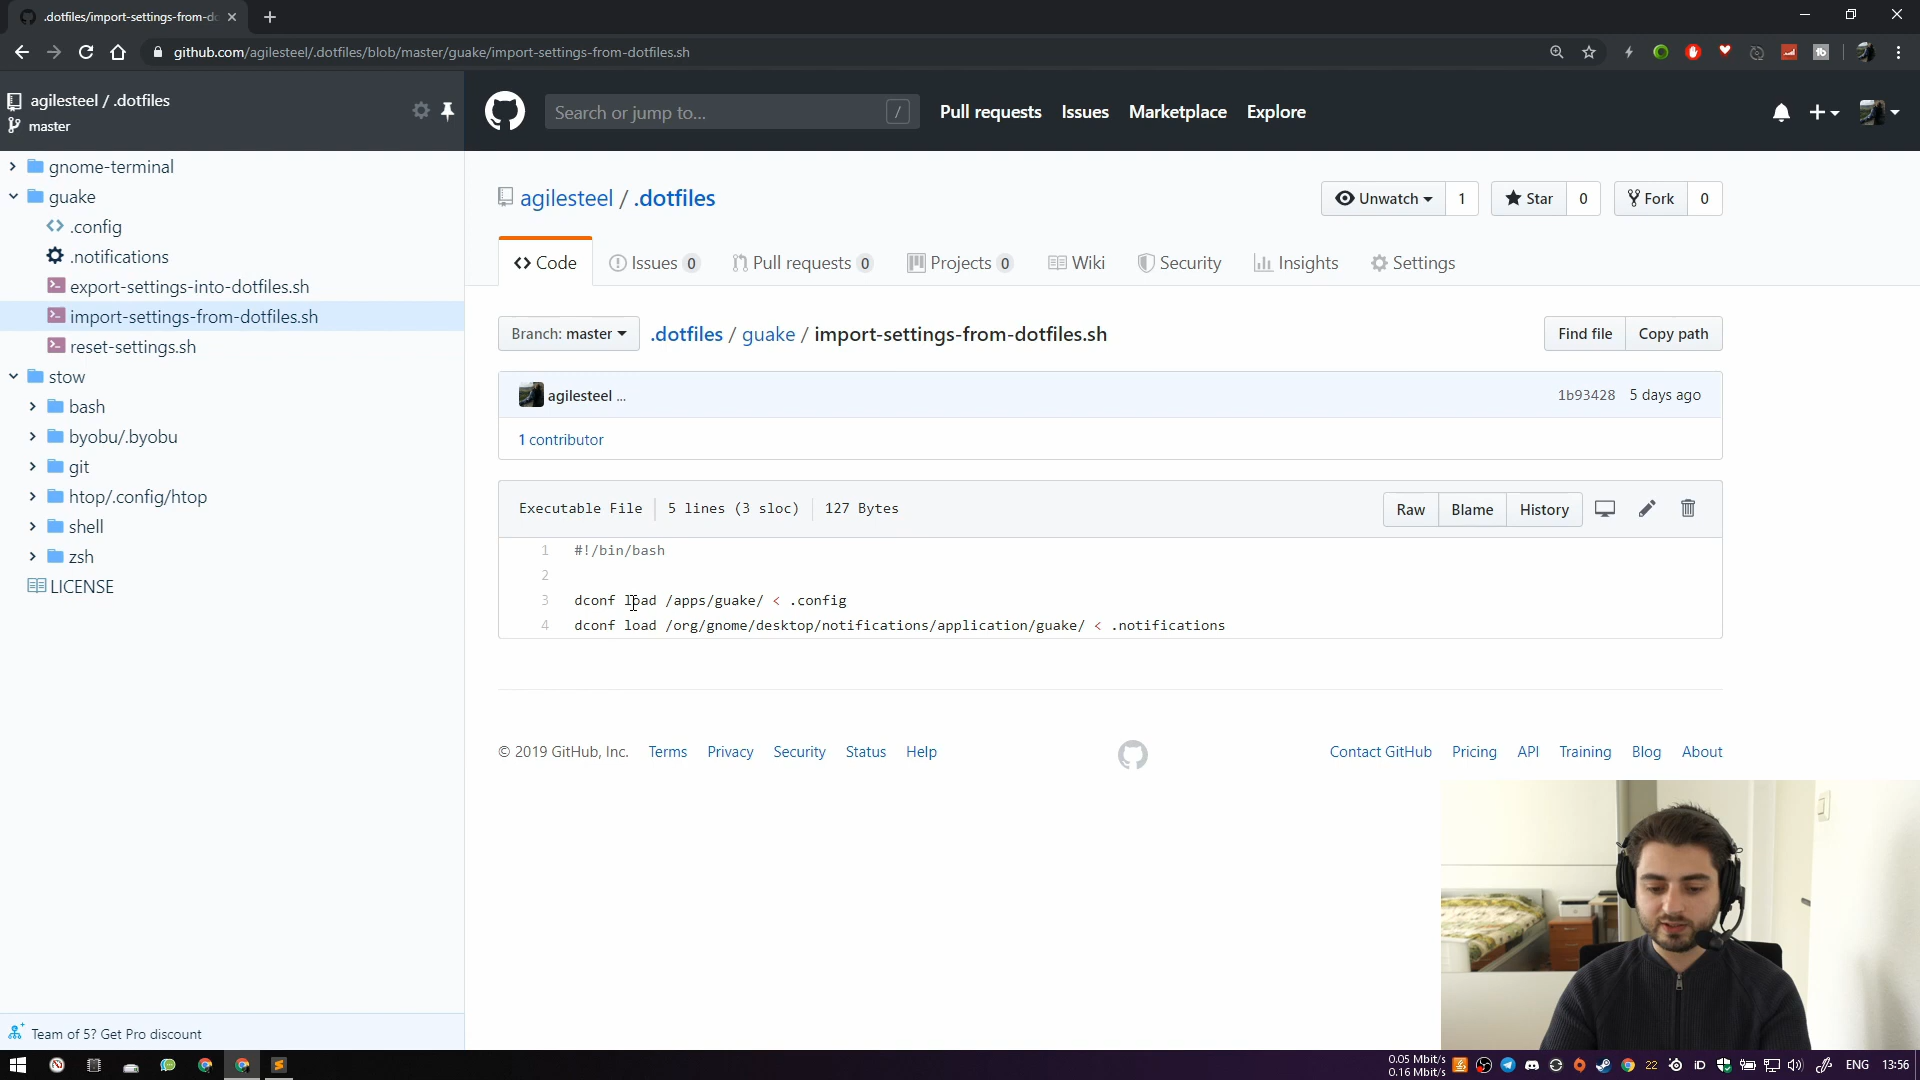 .dotfiles/import-settings-from-do
github.com/agilesteel/.dotfiles/blob/master/guake/import-settings-from-dotfiles.sh
agilesteel / .dotfiles
master
Search or jump to...
/
Pull requests
Issues
Marketplace
Explore
gnome-terminal
guake
.config
.notifications
export-settings-into-dotfiles.sh
import-settings-from-dotfiles.sh
reset-settings.sh
stow
bash
byobu/.byobu
git
htop/.config/htop
shell
zsh
LICENSE
Team of 5? Get Pro discount
agilesteel / .dotfiles
Unwatch 1
Star 0
Fork 0
Code
Issues 0
Pull requests 0
Projects 0
Wiki
Security
Insights
Settings
Branch: master
.dotfiles / guake / import-settings-from-dotfiles.sh
Find file
Copy path
agilesteel ...
1b93428 5 days ago
1 contributor
Executable File 5 lines (3 sloc) 127 Bytes
Raw
Blame
History
1 #!/bin/bash
2
3 dconf load /apps/guake/ < .config
4 dconf load /org/gnome/desktop/notifications/application/guake/ < .notifications
© 2019 GitHub, Inc. Terms Privacy Security Status Help
Contact GitHub Pricing API Training Blog About
0.05 Mbit/s
0.16 Mbit/s
22
iD
ENG
13:56